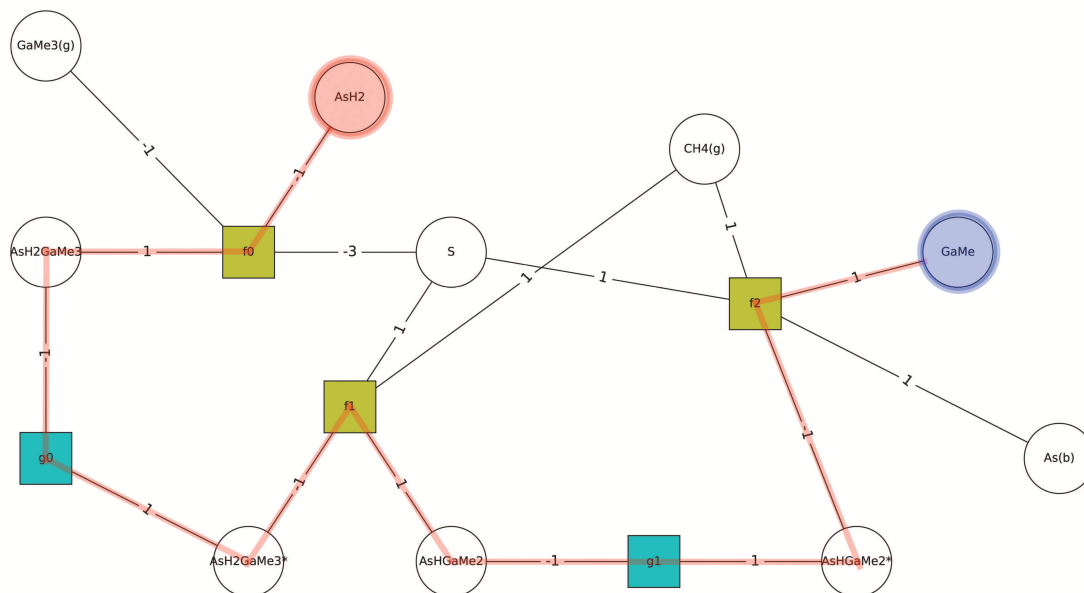 GaMe3(g)
AsH2
-1
-1
CH4(g)
1
AsH2GaMe3
1
f0
-3
S
1
1
GaMe
1
f2
1
1
-1
f1
1
-1
g0
-1
1
1
As(b)
AsH2GaMe3*
AsHGaMe2
-1
g1
1
AsHGaMe2*